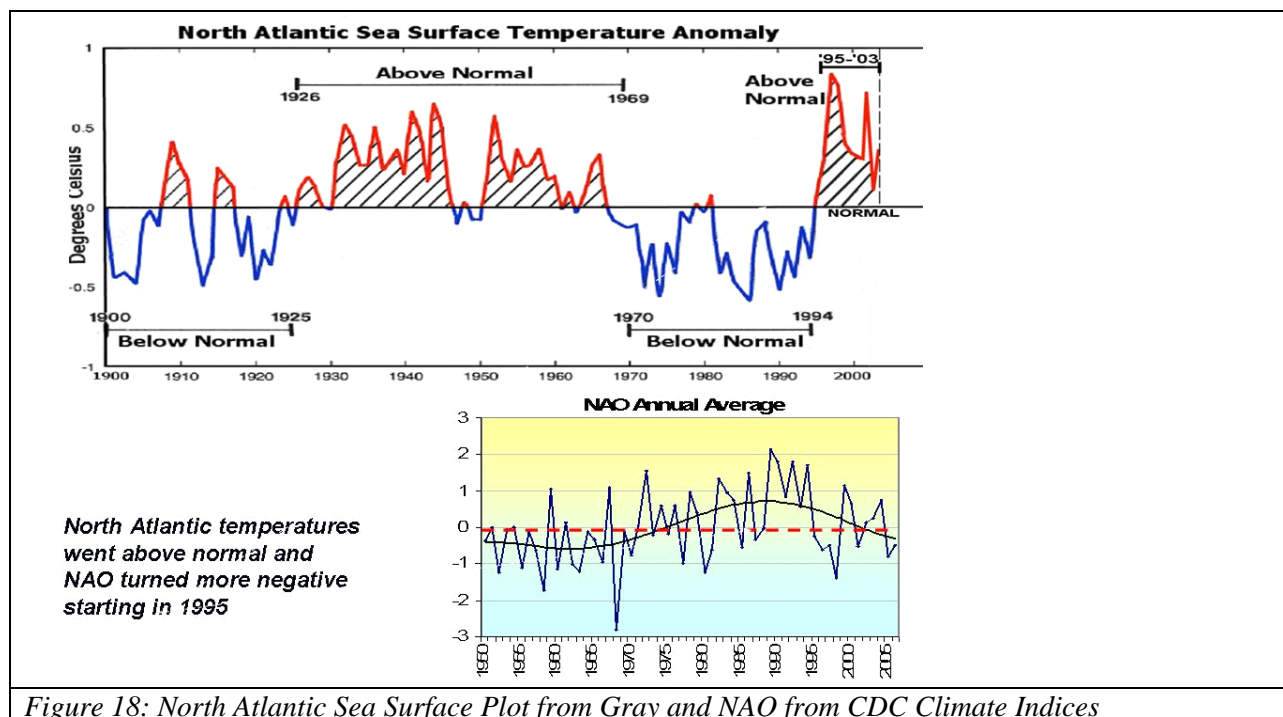 North Atlantic Sea Surface Temperature Anomaly
1
'95-'03
Above Normal
Above
Normal
1926
1969
0.5
Degrees Celsius
0
NORMAL
-0.5
1900
1925
1970
1994
Below Normal
Below Normal
-1
1900 1910 1920 1930 1940 1950 1960 1970 1980 1990 2000
NAO Annual Average
3
2
1
0
-1
-2
-3
1950 1955 1960 1965 1970 1975 1980 1985 1990 1995 2000 2005
North Atlantic temperatures
went above normal and
NAO turned more negative
starting in 1995
Figure 18: North Atlantic Sea Surface Plot from Gray and NAO from CDC Climate Indices